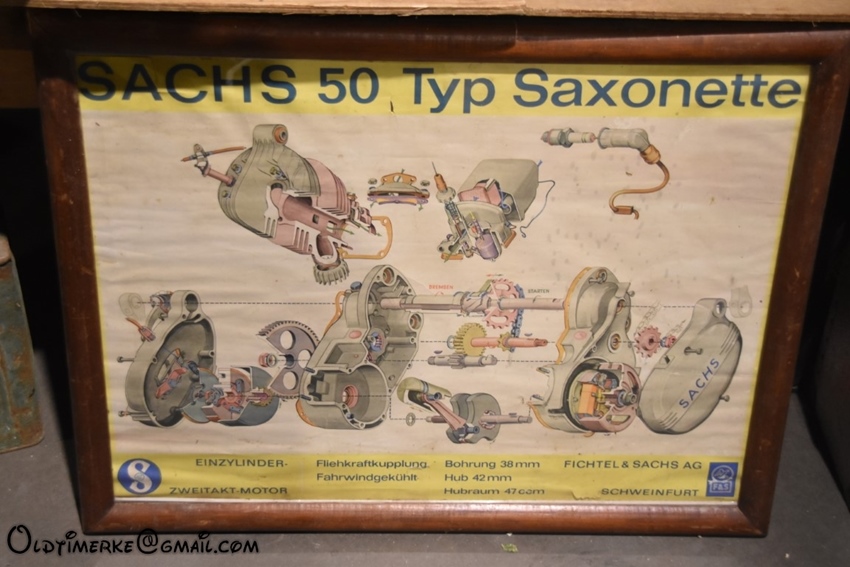 SACHS 50 Typ Saxonette
BREMSEN STARTEN
SACHS
EINZYLINDER- Fliehkraftkupplung, Bohrung 38mm FICHTEL & SACHS AG
Fahrwindgekühlt Hub 42mm
ZWEITAKT-MOTOR Hubraum 47ccm SCHWEINFURT
S
F&S
Oldtimerke@gmail.com